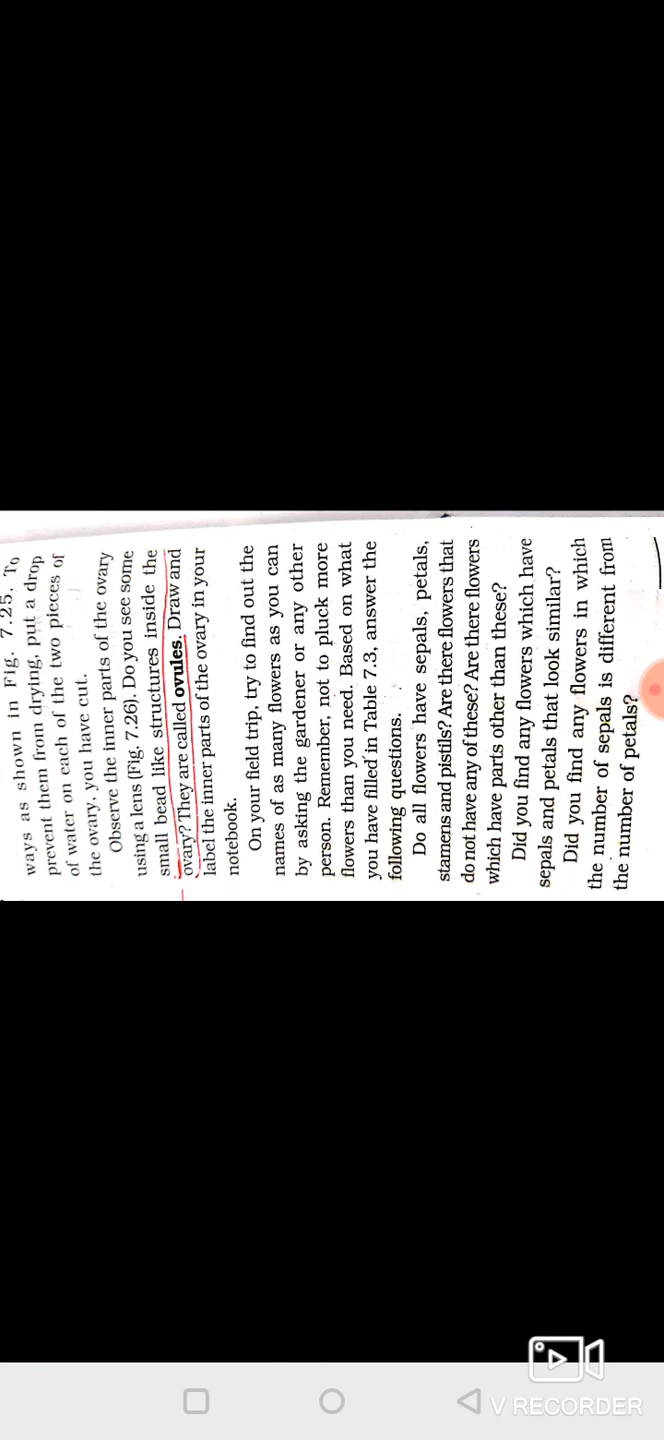 ways as shown in Fig. 7.25. To
prevent them from drying, put a drop
of water on each of the two pieces of
the ovary, you have cut.
Observe the inner parts of the ovary
using a lens (Fig. 7.26). Do you see some
small bead like structures inside the
ovary? They are called ovules. Draw and
label the inner parts of the ovary in your
notebook.
On your field trip, try to find out the
names of as many flowers as you can
by asking the gardener or any other
person. Remember, not to pluck more
flowers than you need. Based on what
you have filled in Table 7.3, answer the
following questions.
Do all flowers have sepals, petals,
stamens and pistils? Are there flowers that
do not have any of these? Are there flowers
which have parts other than these?
Did you find any flowers which have
sepals and petals that look similar?
Did you find any flowers in which
the number of sepals is different from
the number of petals?
V RECORDER